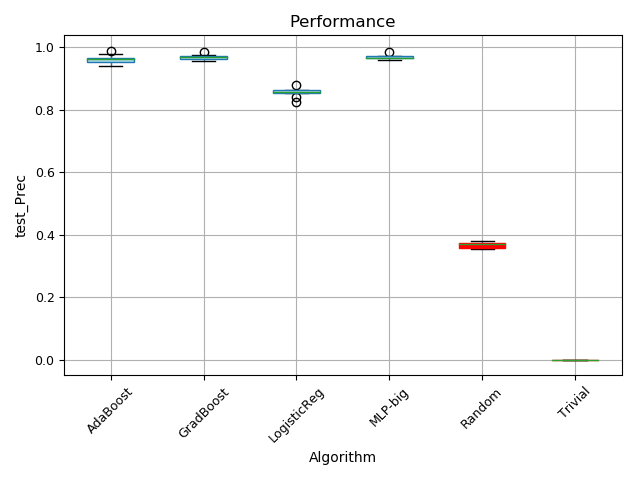 Performance
test_Prec
1.0
0.8
0.6
0.4
0.2
0.0
AdaBoost
GradBoost
LogisticReg
MLP-big
Random
Trivial
Algorithm